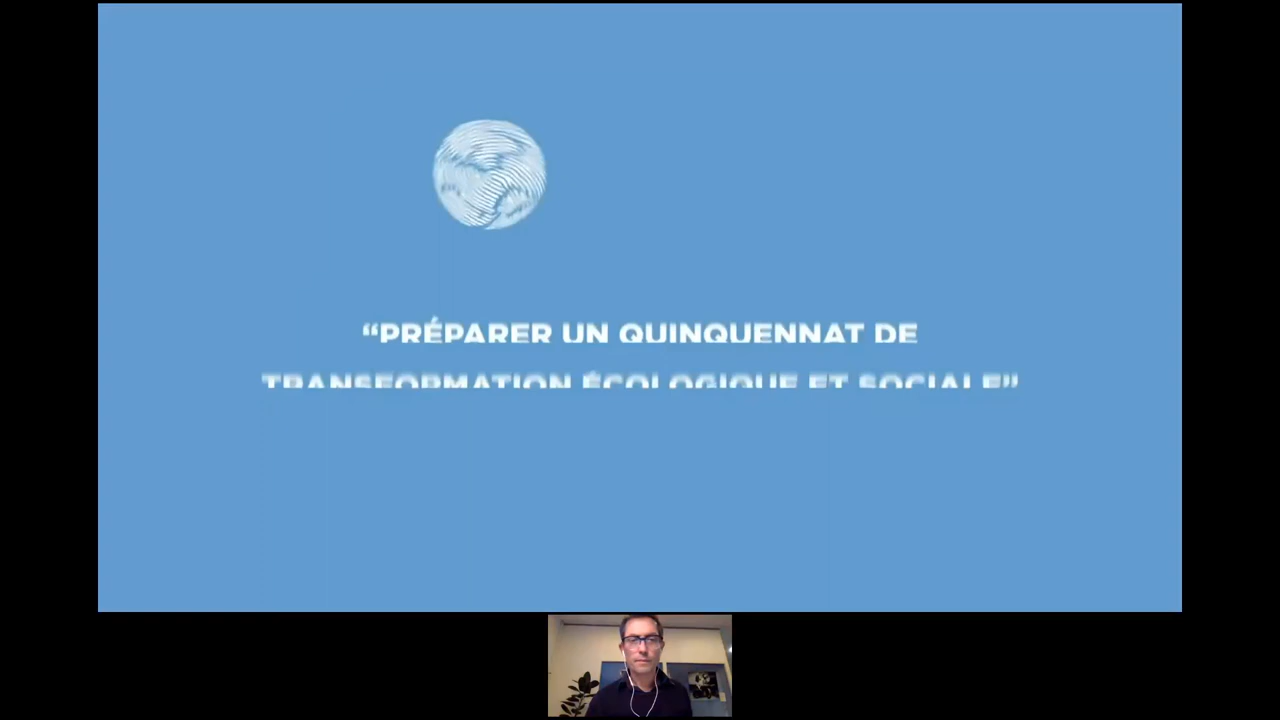 “PRÉPARER UN QUINQUENNAT DE
TRANSFORMATION ÉCOLOGIQUE ET SOCIALE”